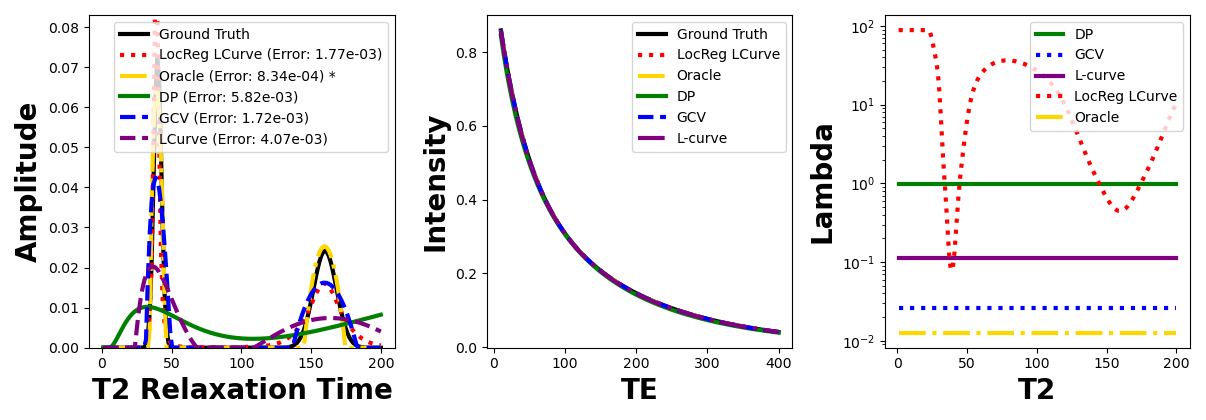 Amplitude
0.00
0.01
0.02
0.03
0.04
0.05
0.06
0.07
0.08
Ground Truth
LocReg LCurve (Error: 1.77e-03)
Oracle (Error: 8.34e-04) *
DP (Error: 5.82e-03)
GCV (Error: 1.72e-03)
LCurve (Error: 4.07e-03)
0 50 100 150 200
T2 Relaxation Time
Intensity
0.0
0.2
0.4
0.6
0.8
Ground Truth
LocReg LCurve
Oracle
DP
GCV
L-curve
0 100 200 300 400
TE
Lambda
10⁻²
10⁻¹
10⁰
10¹
10²
DP
GCV
L-curve
LocReg LCurve
Oracle
0 50 100 150 200
T2